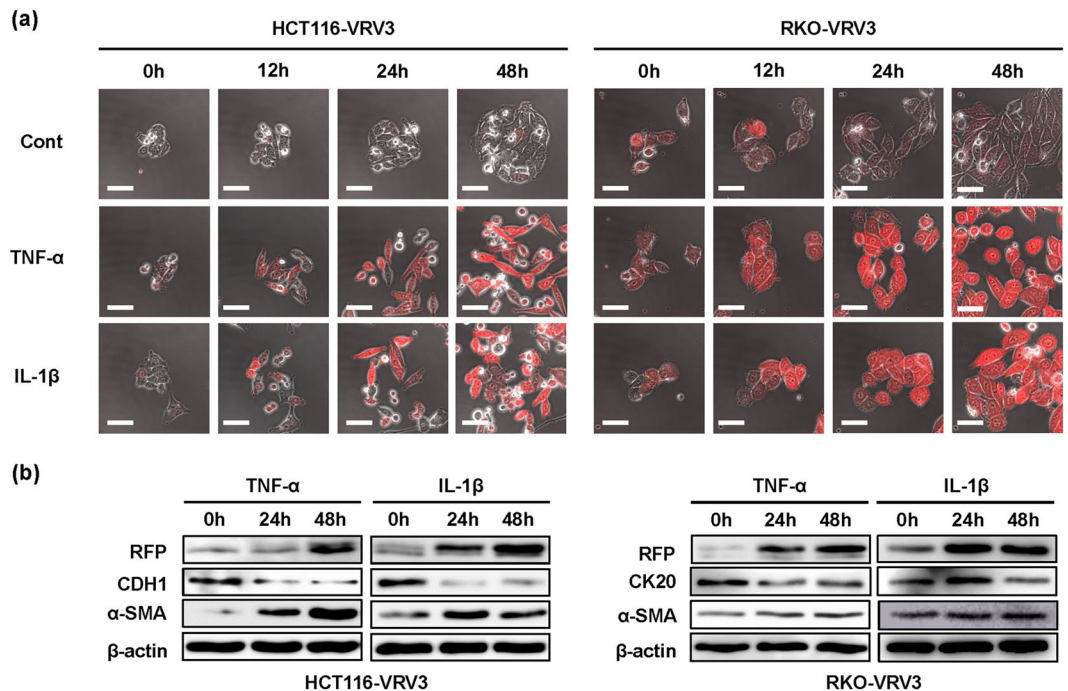 (a)
HCT116-VRV3 RKO-VRV3
0h 12h 24h 48h 0h 12h 24h 48h
Cont
TNF-α
IL-1β
(b)
TNF-α IL-1β TNF-α IL-1β
0h 24h 48h 0h 24h 48h 0h 24h 48h 0h 24h 48h
RFP RFP
CDH1 CK20
α-SMA α-SMA
β-actin β-actin
HCT116-VRV3 RKO-VRV3